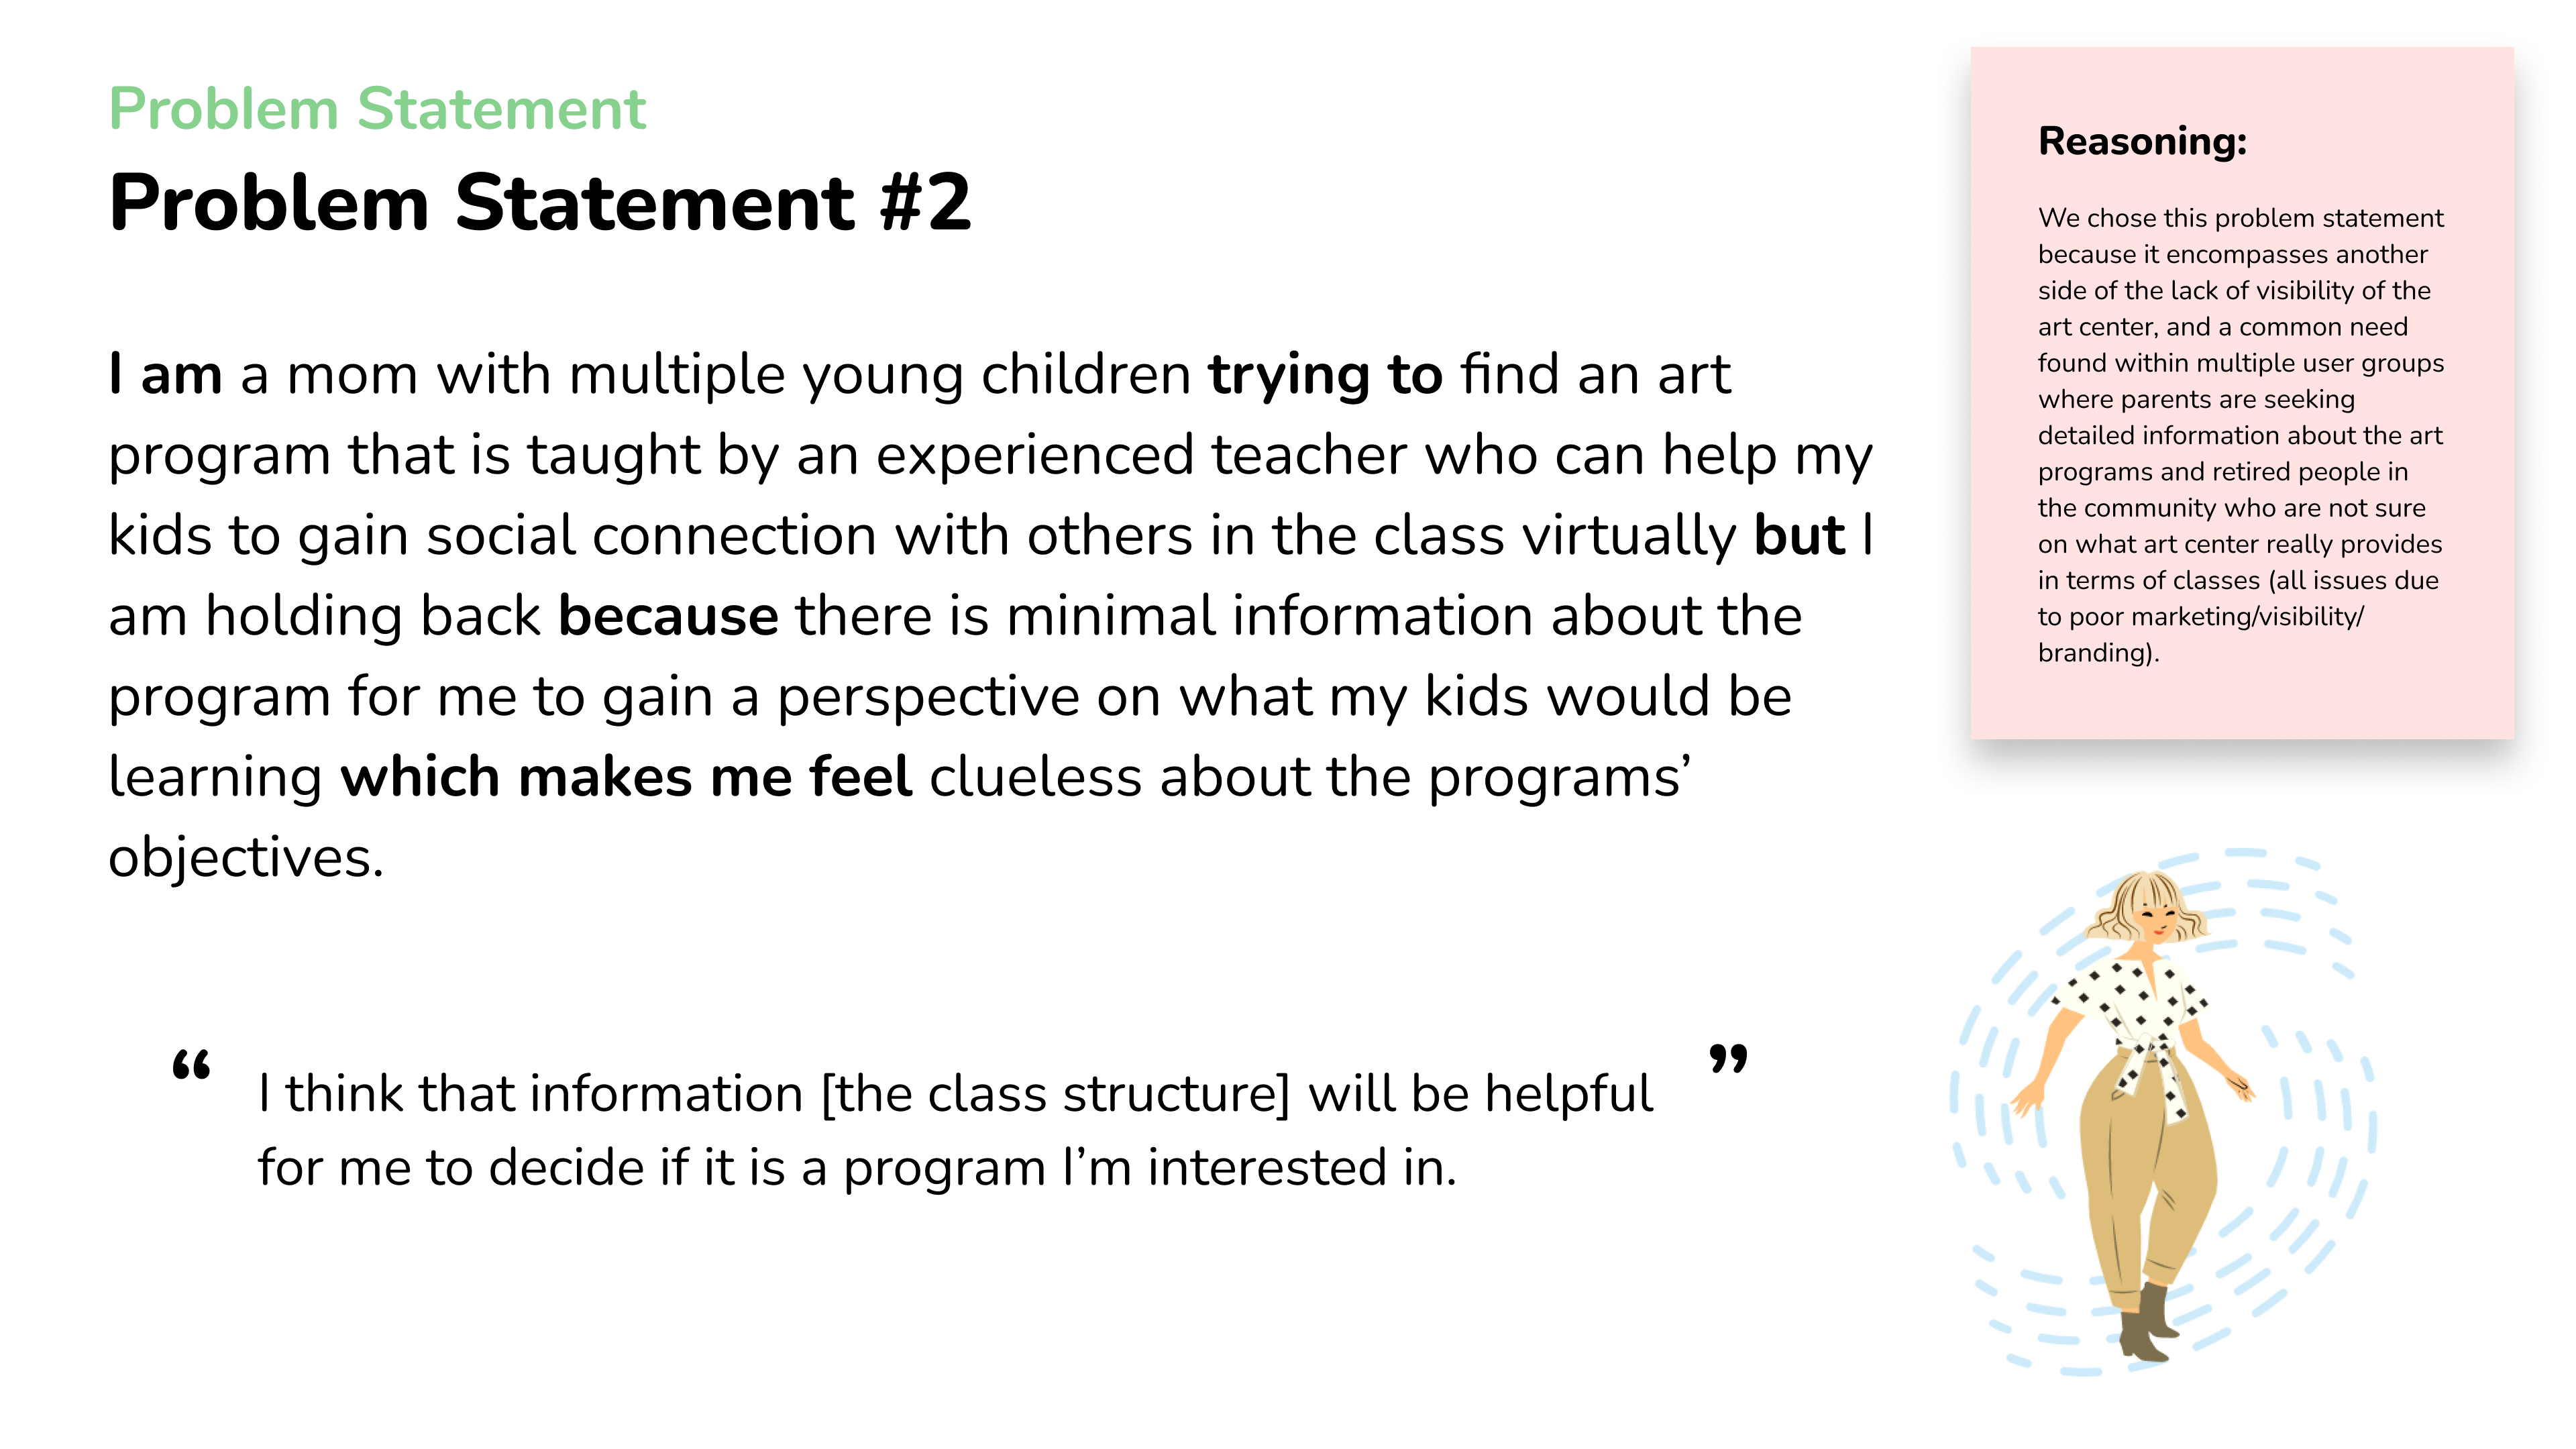 Problem Statement
Problem Statement #2
I am a mom with multiple young children trying to find an art
program that is taught by an experienced teacher who can help my
kids to gain social connection with others in the class virtually but I
am holding back because there is minimal information about the
program for me to gain a perspective on what my kids would be
learning which makes me feel clueless about the programs’
objectives.
“ I think that information [the class structure] will be helpful ”
for me to decide if it is a program I’m interested in.
Reasoning:
We chose this problem statement
because it encompasses another
side of the lack of visibility of the
art center, and a common need
found within multiple user groups
where parents are seeking
detailed information about the art
programs and retired people in
the community who are not sure
on what art center really provides
in terms of classes (all issues due
to poor marketing/visibility/
branding).